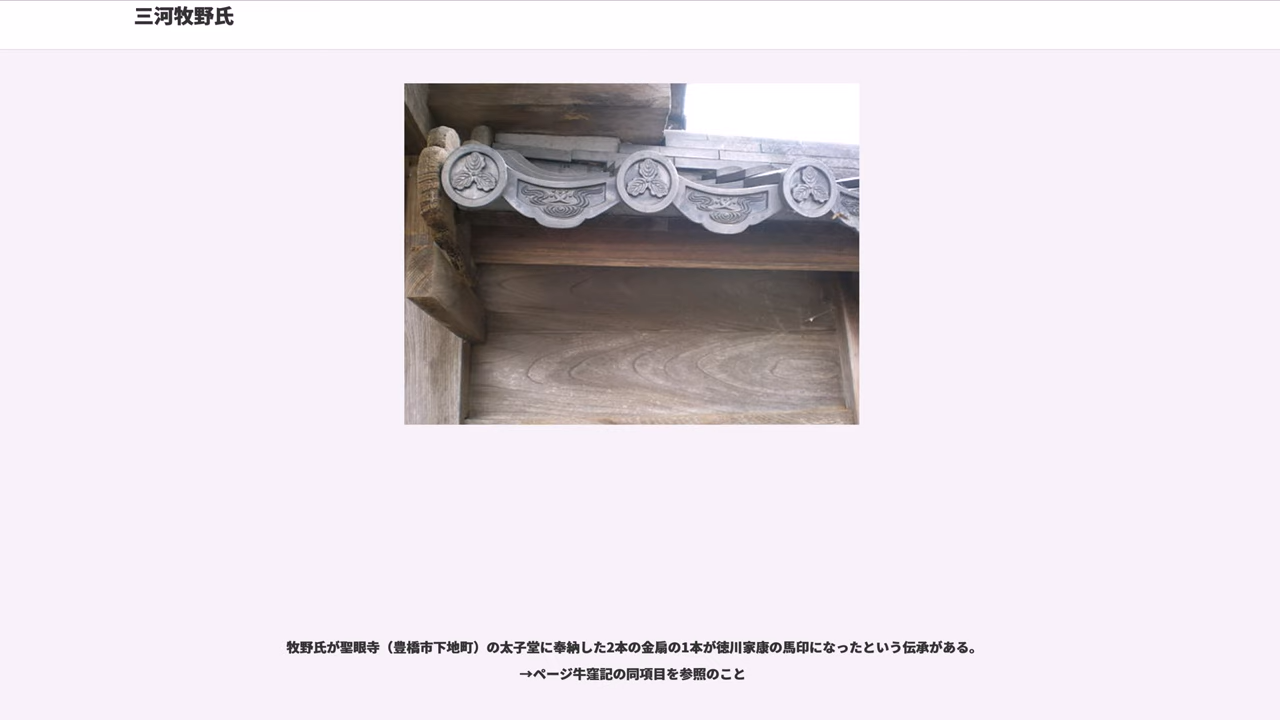 三河牧野氏
牧野氏が聖眼寺（豊橋市下地町）の太子堂に奉納した2本の金扇の1本が徳川家康の馬印になったという伝承がある。
→ページ牛窪記の同項目を参照のこと